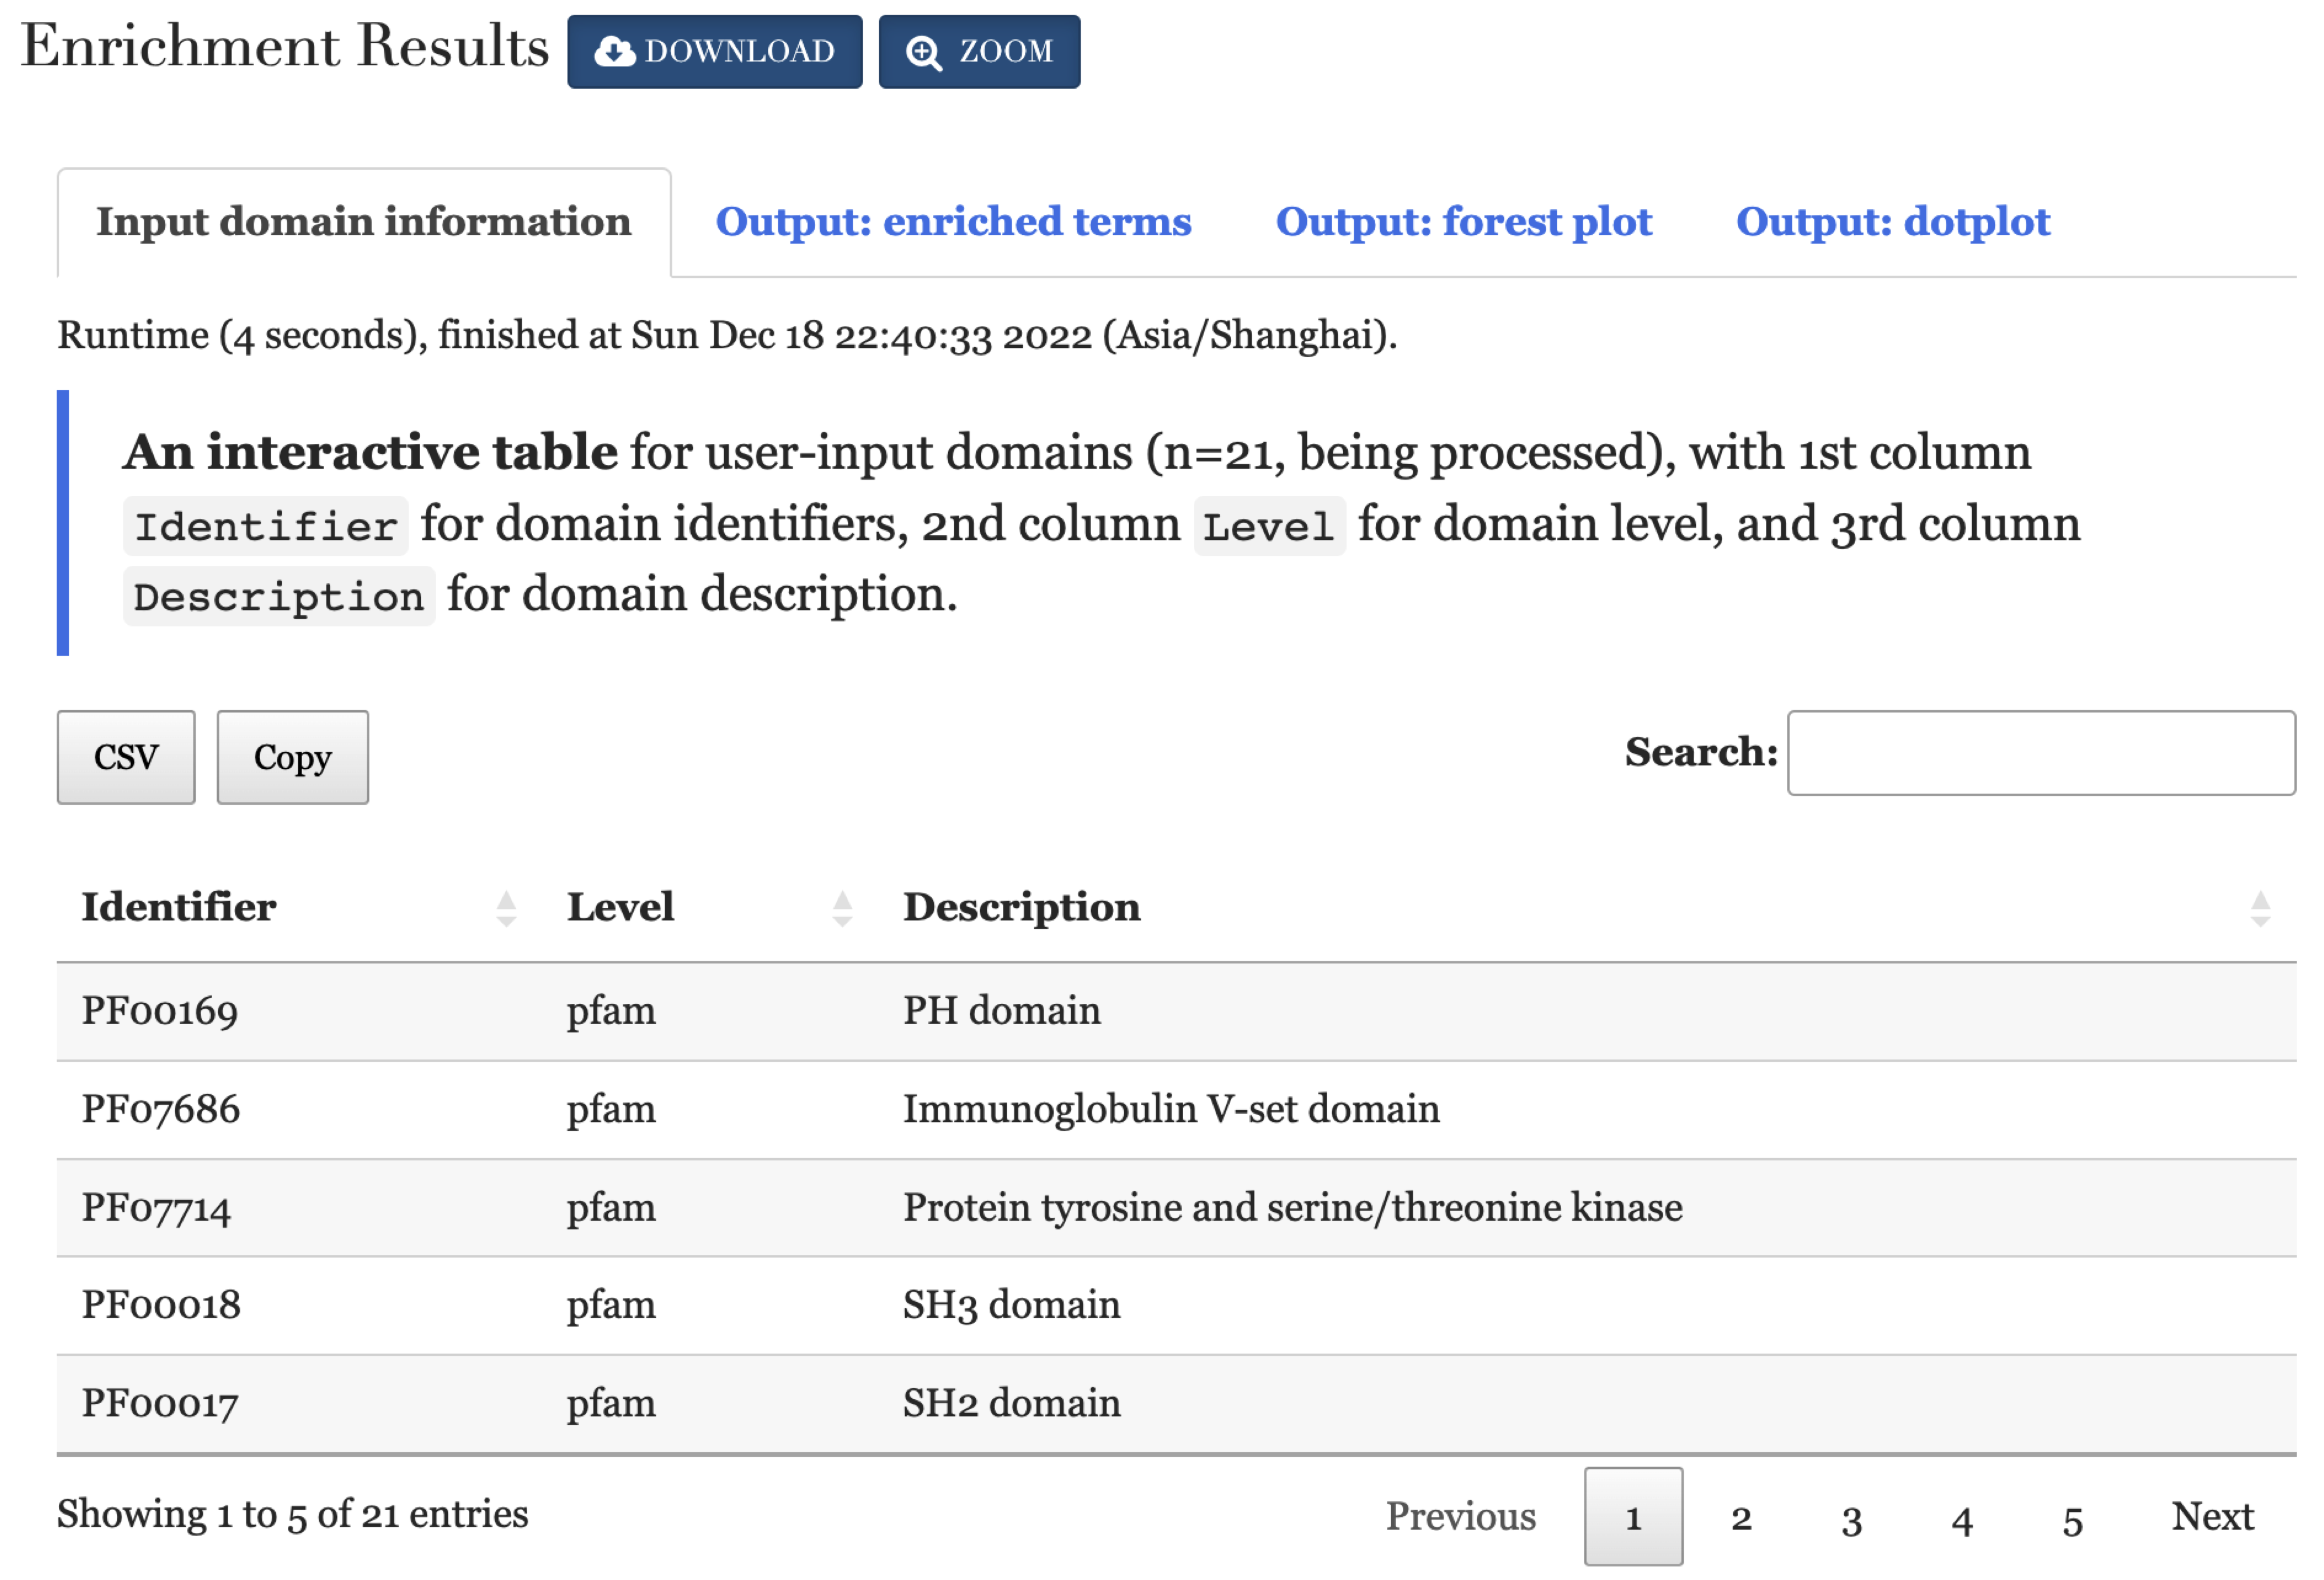 Enrichment Results DOWNLOAD ZOOM
Input domain information Output: enriched terms Output: forest plot Output: dotplot
Runtime (4 seconds), finished at Sun Dec 18 22:40:33 2022 (Asia/Shanghai).
An interactive table for user-input domains (n=21, being processed), with 1st column
Identifier for domain identifiers, 2nd column Level for domain level, and 3rd column
Description for domain description.
CSV Copy Search:
Identifier Level Description
PF00169 pfam PH domain
PF07686 pfam Immunoglobulin V-set domain
PF07714 pfam Protein tyrosine and serine/threonine kinase
PF00018 pfam SH3 domain
PF00017 pfam SH2 domain
Showing 1 to 5 of 21 entries Previous 1 2 3 4 5 Next